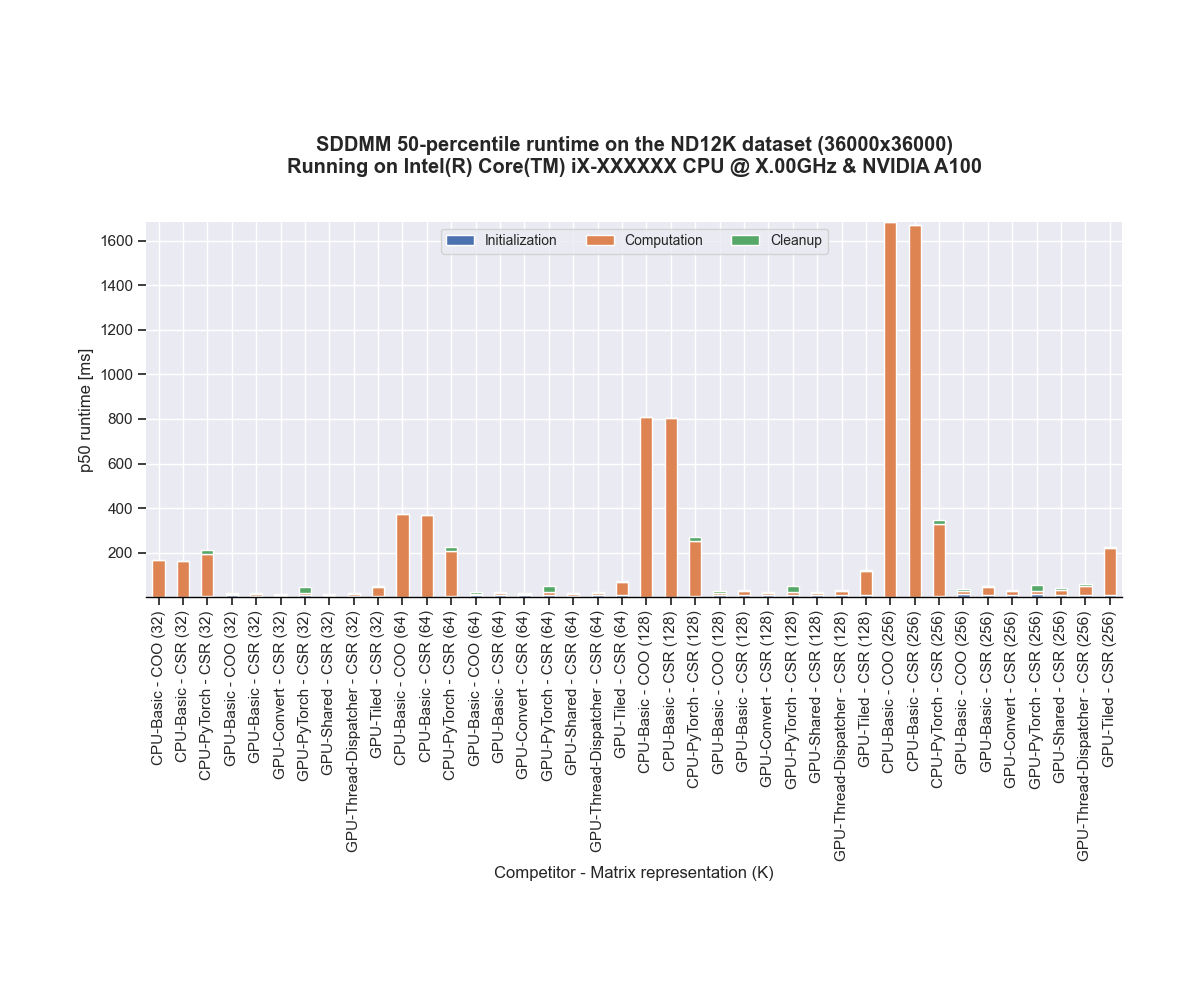 SDDMM 50-percentile runtime on the ND12K dataset (36000x36000)
Running on Intel(R) Core(TM) iX-XXXXXX CPU @ X.00GHz & NVIDIA A100
Initialization
Computation
Cleanup
p50 runtime [ms]
1600
1400
1200
1000
800
600
400
200
CPU-Basic - COO (32)
CPU-Basic - CSR (32)
CPU-PyTorch - CSR (32)
GPU-Basic - COO (32)
GPU-Basic - CSR (32)
GPU-Convert - CSR (32)
GPU-PyTorch - CSR (32)
GPU-Shared - CSR (32)
GPU-Thread-Dispatcher - CSR (32)
GPU-Tiled - CSR (32)
CPU-Basic - COO (64)
CPU-Basic - CSR (64)
CPU-PyTorch - CSR (64)
GPU-Basic - COO (64)
GPU-Basic - CSR (64)
GPU-Convert - CSR (64)
GPU-PyTorch - CSR (64)
GPU-Shared - CSR (64)
GPU-Thread-Dispatcher - CSR (64)
GPU-Tiled - CSR (64)
CPU-Basic - COO (128)
CPU-Basic - CSR (128)
CPU-PyTorch - CSR (128)
GPU-Basic - COO (128)
GPU-Basic - CSR (128)
GPU-Convert - CSR (128)
GPU-PyTorch - CSR (128)
GPU-Shared - CSR (128)
GPU-Thread-Dispatcher - CSR (128)
GPU-Tiled - CSR (128)
CPU-Basic - COO (256)
CPU-Basic - CSR (256)
CPU-PyTorch - CSR (256)
GPU-Basic - COO (256)
GPU-Basic - CSR (256)
GPU-Convert - CSR (256)
GPU-PyTorch - CSR (256)
GPU-Shared - CSR (256)
GPU-Thread-Dispatcher - CSR (256)
GPU-Tiled - CSR (256)
Competitor - Matrix representation (K)